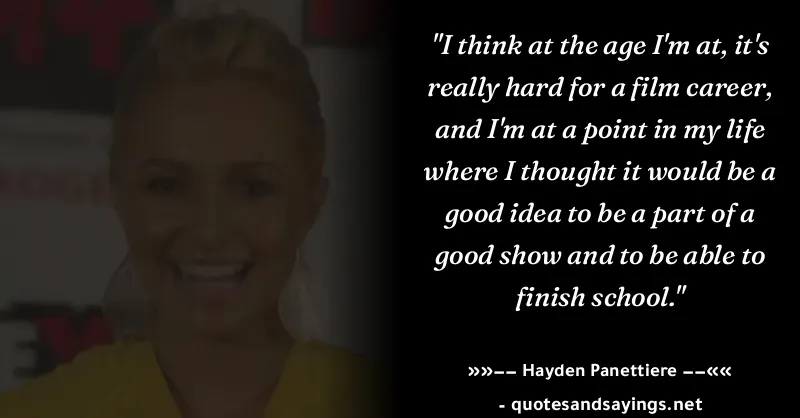 "I think at the age I'm at, it's
really hard for a film career,
and I'm at a point in my life
where I thought it would be a
good idea to be a part of a
good show and to be able to
finish school."
»»–– Hayden Panettiere ––««
- quotesandsayings.net